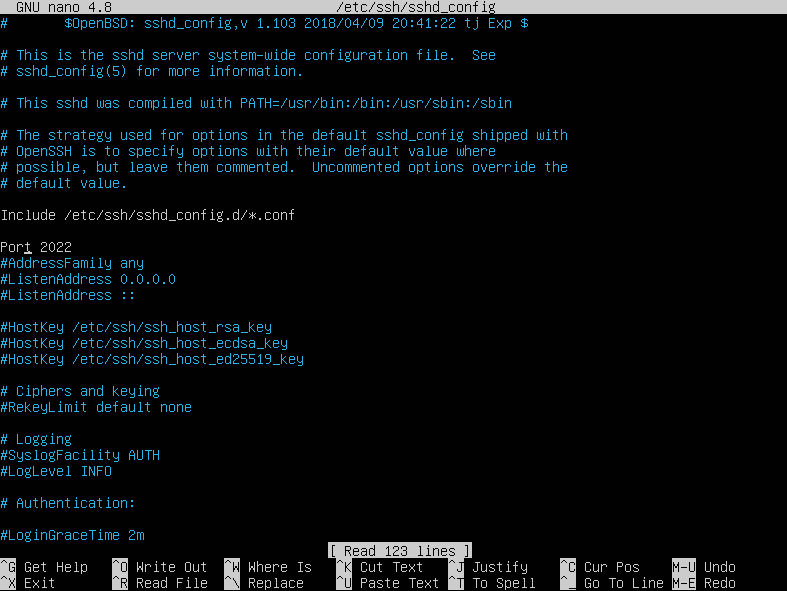 GNU nano 4.8 /etc/ssh/sshd_config
# $OpenBSD: sshd_config,v 1.103 2018/04/09 20:41:22 tj Exp $
# This is the sshd server system-wide configuration file. See
# sshd_config(5) for more information.
# This sshd was compiled with PATH=/usr/bin:/bin:/usr/sbin:/sbin
# The strategy used for options in the default sshd_config shipped with
# OpenSSH is to specify options with their default value where
# possible, but leave them commented. Uncommented options override the
# default value.
Include /etc/ssh/sshd_config.d/*.conf
Port 2022
#AddressFamily any
#ListenAddress 0.0.0.0
#ListenAddress ::
#HostKey /etc/ssh/ssh_host_rsa_key
#HostKey /etc/ssh/ssh_host_ecdsa_key
#HostKey /etc/ssh/ssh_host_ed25519_key
# Ciphers and keying
#RekeyLimit default none
# Logging
#SyslogFacility AUTH
#LogLevel INFO
# Authentication:
#LoginGraceTime 2m
[ Read 123 lines ]
^G Get Help ^O Write Out ^W Where Is ^K Cut Text ^J Justify ^C Cur Pos M-U Undo
^X Exit ^R Read File ^\ Replace ^U Paste Text ^T To Spell ^_ Go To Line M-E Redo